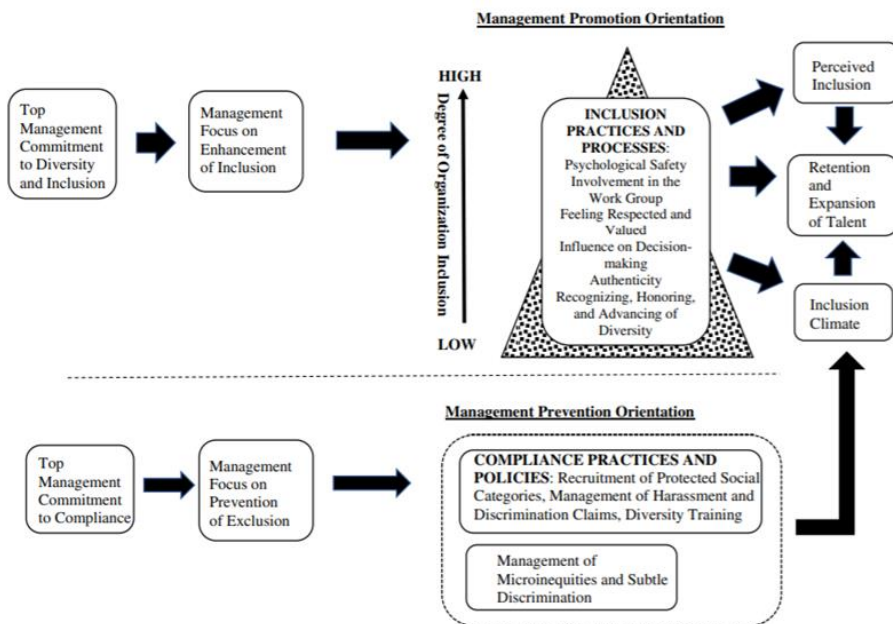 Management Promotion Orientation
HIGH
Degree of Organization Inclusion
LOW
Top
Management
Commitment
to Diversity
and Inclusion
Management
Focus on
Enhancement
of Inclusion
INCLUSION
PRACTICES AND
PROCESSES:
Psychological Safety
Involvement in the
Work Group
Feeling Respected and
Valued
Influence on Decision-
making
Authenticity
Recognizing, Honoring,
and Advancing of
Diversity
Perceived
Inclusion
Retention
and
Expansion
of Talent
Inclusion
Climate
Management Prevention Orientation
Top
Management
Commitment
to Compliance
Management
Focus on
Prevention
of Exclusion
COMPLIANCE PRACTICES AND
POLICIES: Recruitment of Protected Social
Categories, Management of Harassment and
Discrimination Claims, Diversity Training
Management of
Microinequities and Subtle
Discrimination